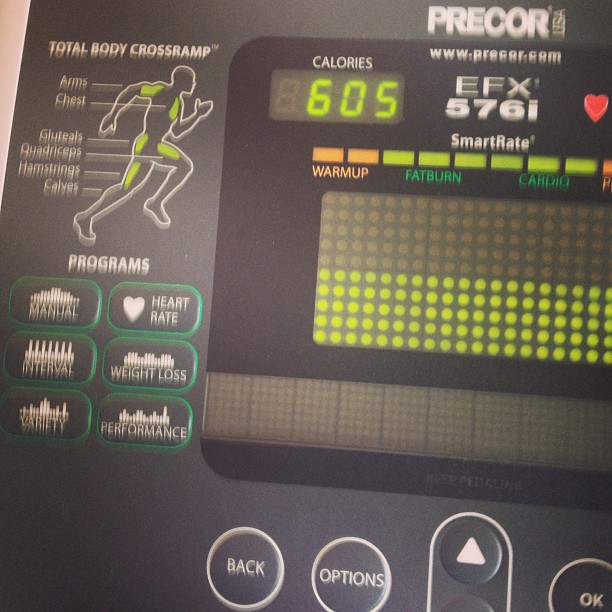 PRECOR USA
www.precor.com
TOTAL BODY CROSSRAMP™
CALORIES
605
EFX
576i
Arms
Chest
Gluteals
Quadriceps
Hamstrings
Calves
SmartRate®
WARMUP
FATBURN
CARDIO
PROGRAMS
MANUAL
HEART
RATE
INTERVAL
WEIGHT LOSS
VARIETY
PERFORMANCE
KEEP PEDALING
BACK
OPTIONS
OK